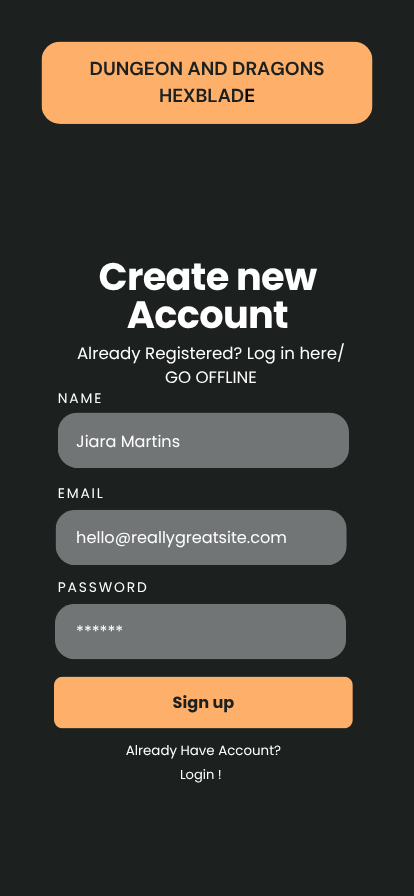 DUNGEON AND DRAGONS
HEXBLADE
Create new
Account
Already Registered? Log in here/
GO OFFLINE
NAME
Jiara Martins
EMAIL
hello@reallygreatsite.com
PASSWORD
******
Sign up
Already Have Account?
Login !